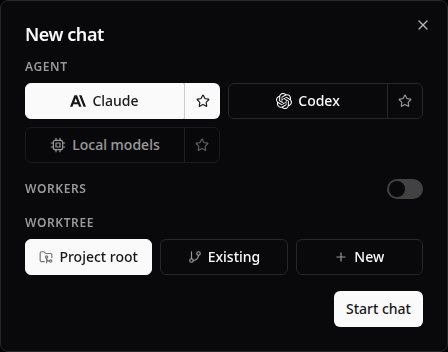 New chat
AGENT
Claude
Codex
Local models
WORKERS
WORKTREE
Project root
Existing
New
Start chat